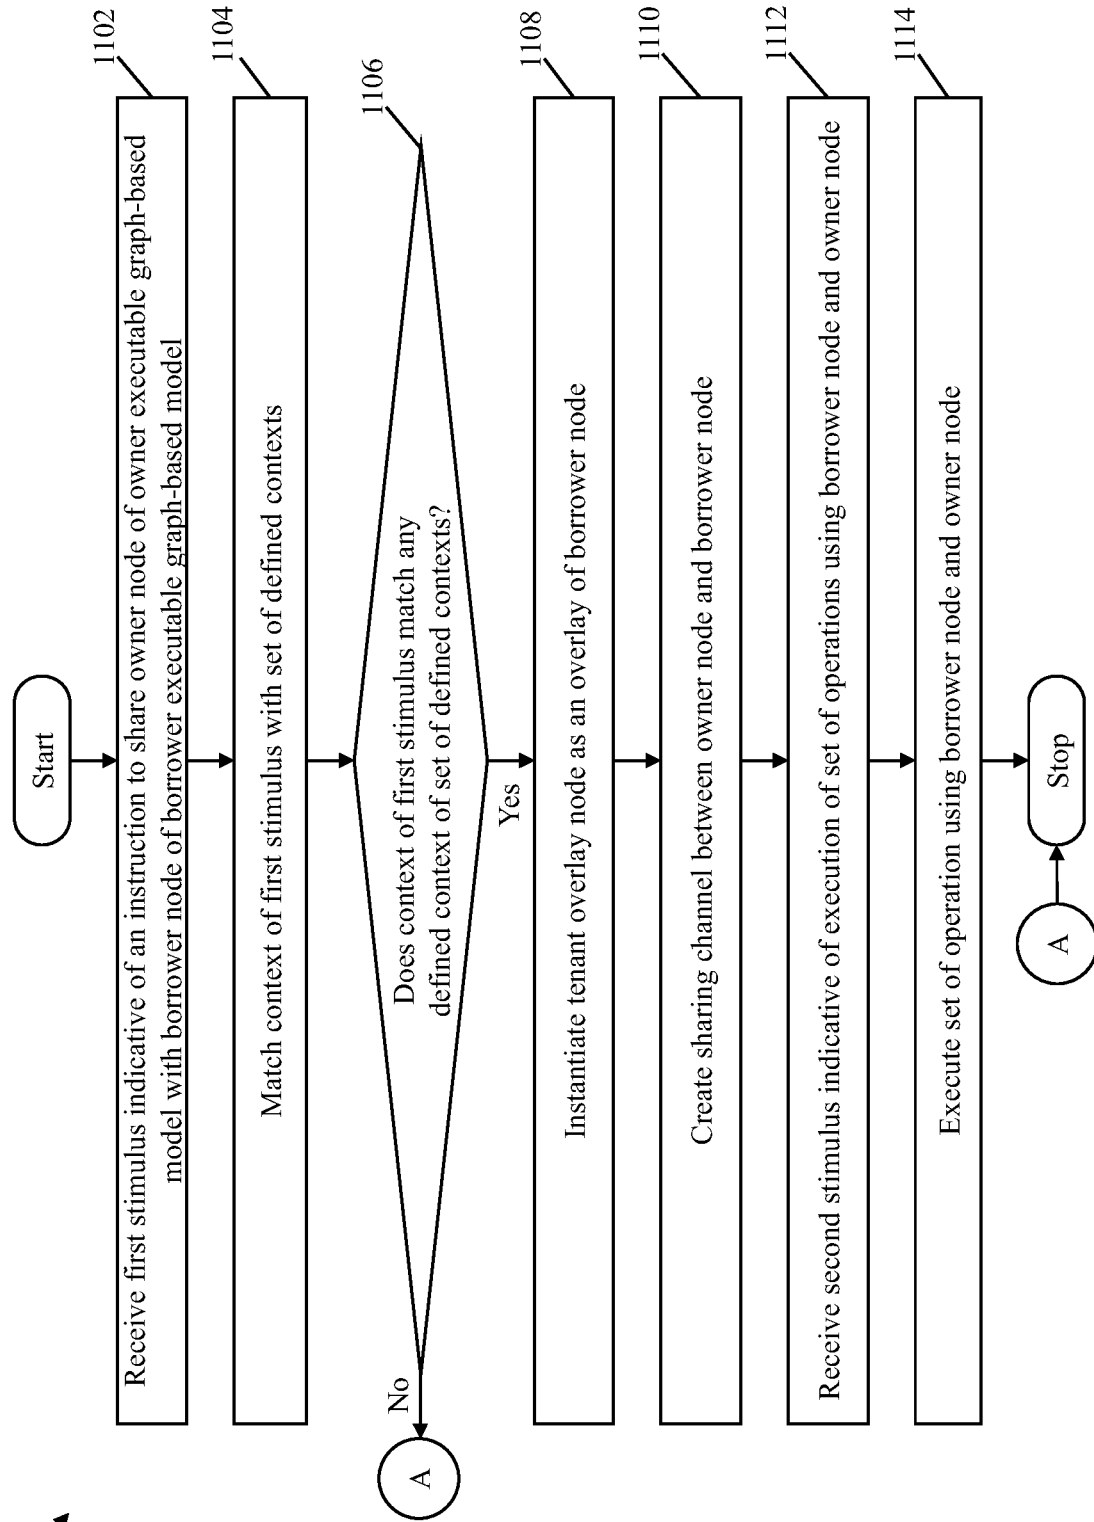 Start
1102
Receive first stimulus indicative of an instruction to share owner node of owner executable graph-based
model with borrower node of borrower executable graph-based model
1104
Match context of first stimulus with set of defined contexts
1106
Does context of first stimulus match any
defined context of set of defined contexts?
No
A
Yes
1108
Instantiate tenant overlay node as an overlay of borrower node
1110
Create sharing channel between owner node and borrower node
1112
Receive second stimulus indicative of execution of set of operations using borrower node and owner node
1114
Execute set of operation using borrower node and owner node
A
Stop